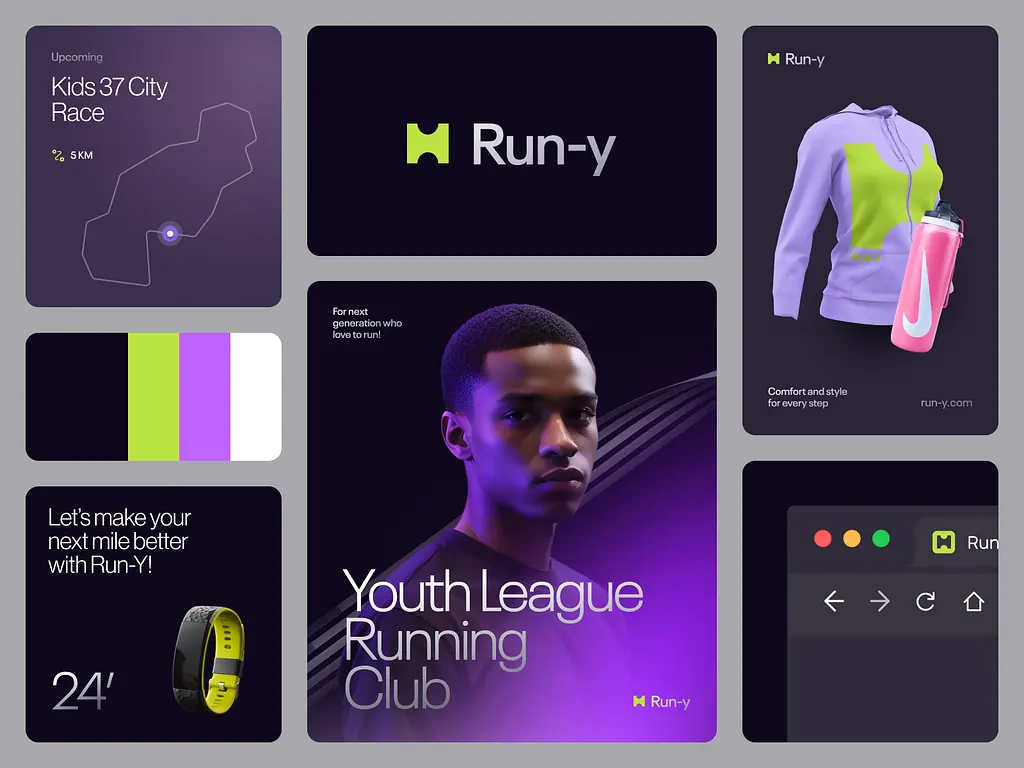 Upcoming
Kids 37 City
Race
5 KM
Run-y
Run-y
Comfort and style
for every step
run-y.com
For next
generation who
love to run!
Youth League
Running
Club
Run-y
Let's make your
next mile better
with Run-Y!
24'
Run